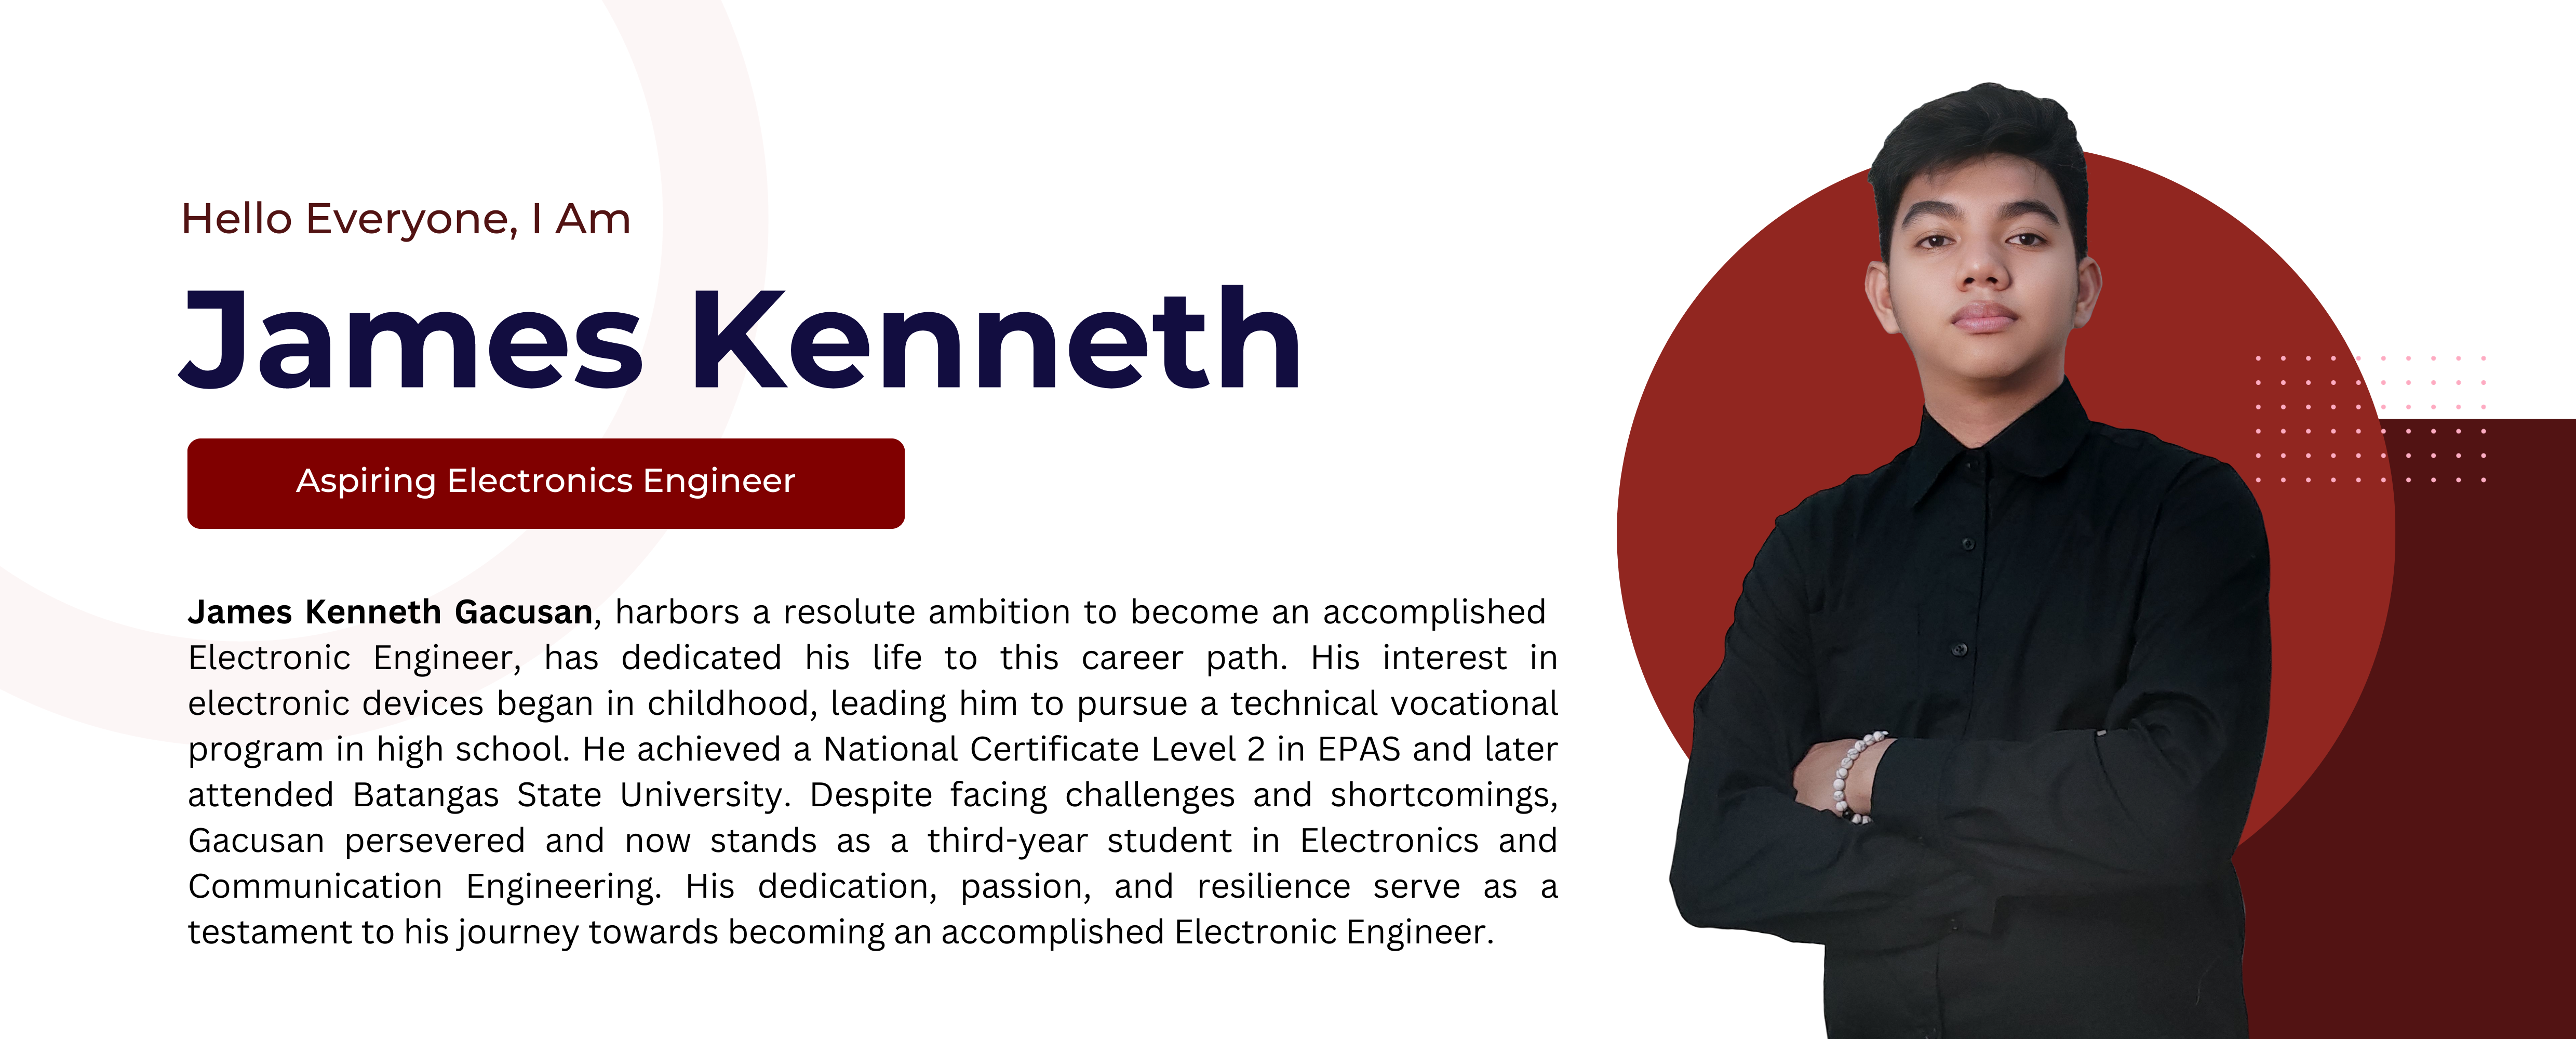 Hello Everyone, I Am
James Kenneth
Aspiring Electronics Engineer
James Kenneth Gacusan, harbors a resolute ambition to become an accomplished
Electronic Engineer, has dedicated his life to this career path. His interest in
electronic devices began in childhood, leading him to pursue a technical vocational
program in high school. He achieved a National Certificate Level 2 in EPAS and later
attended Batangas State University. Despite facing challenges and shortcomings,
Gacusan persevered and now stands as a third-year student in Electronics and
Communication Engineering. His dedication, passion, and resilience serve as a
testament to his journey towards becoming an accomplished Electronic Engineer.